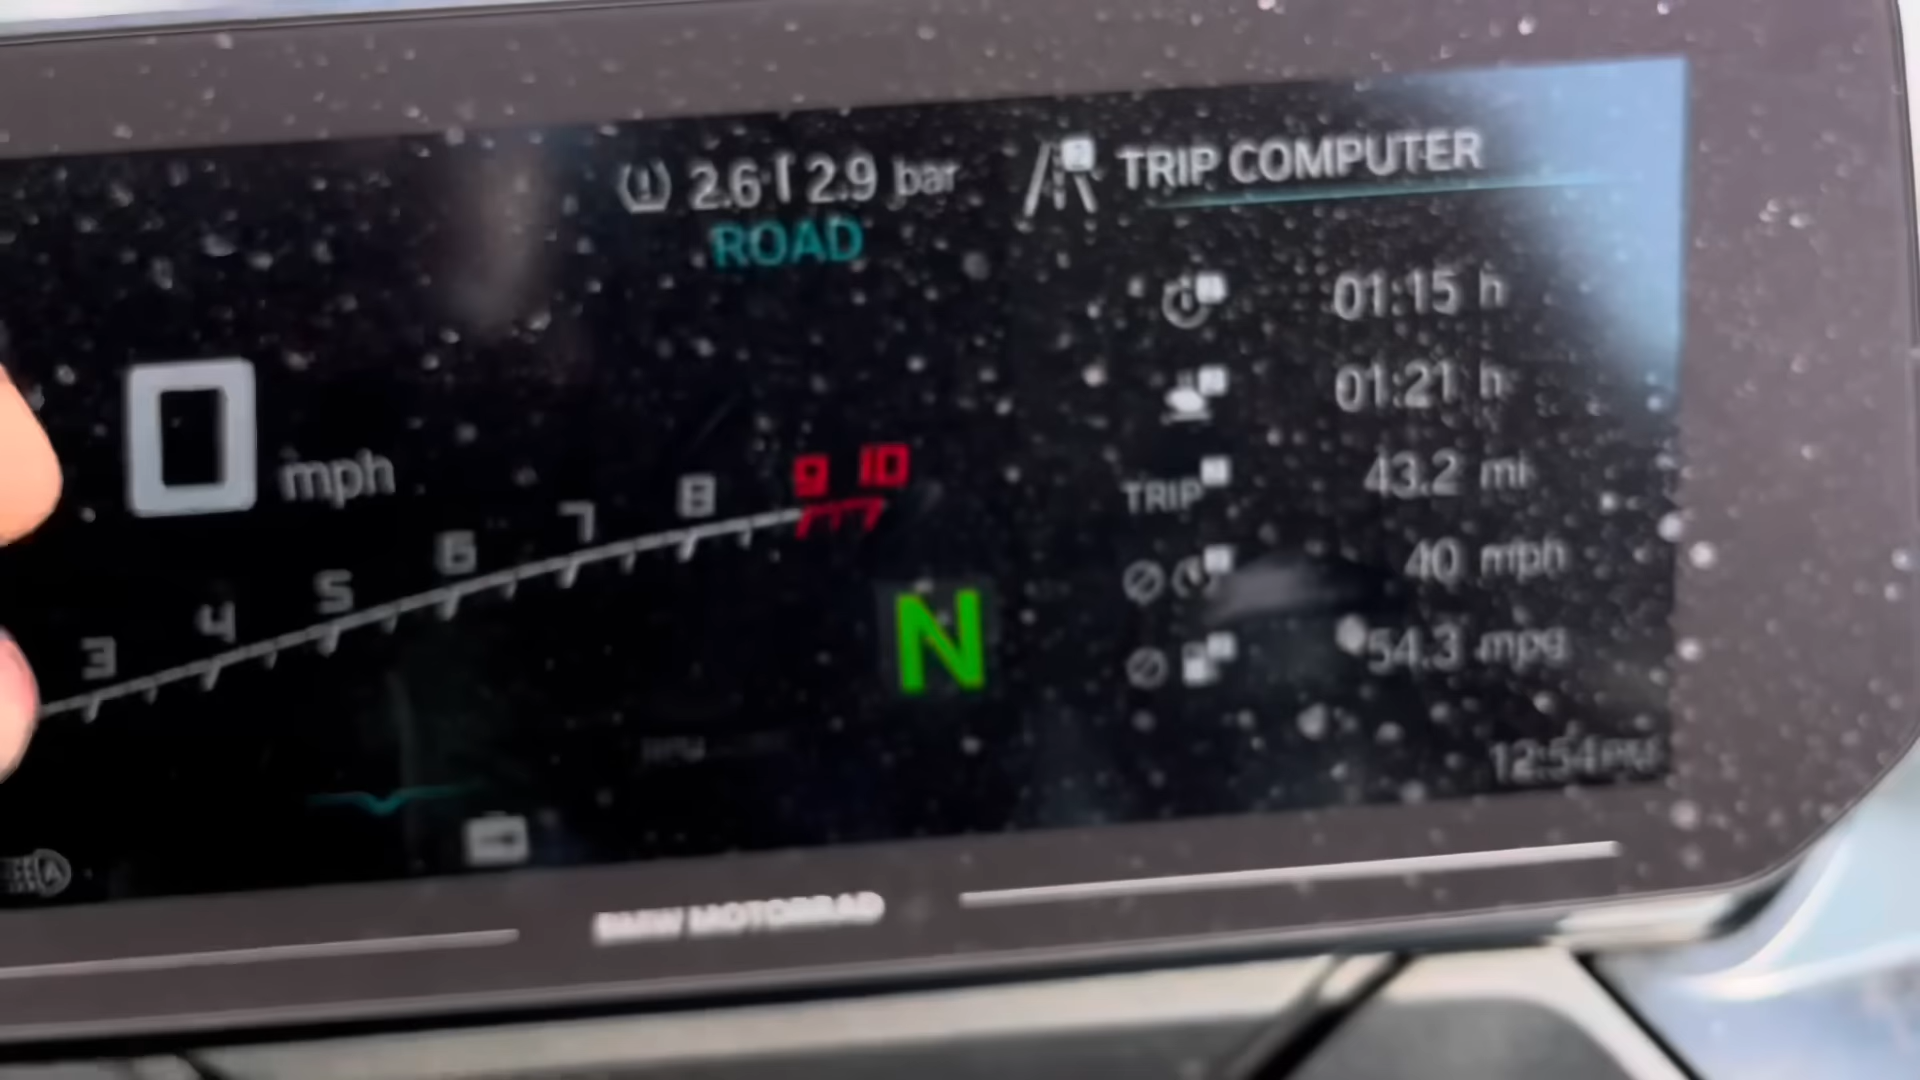 2.6 | 2.9 bar
ROAD
TRIP COMPUTER
01:15 h
01:21 h
TRIP 43.2 mi
40 mph
54.3 mpg
0 mph
3 4 5 6 7 8 9 10
N
12:54 PM
A
BMW MOTORRAD